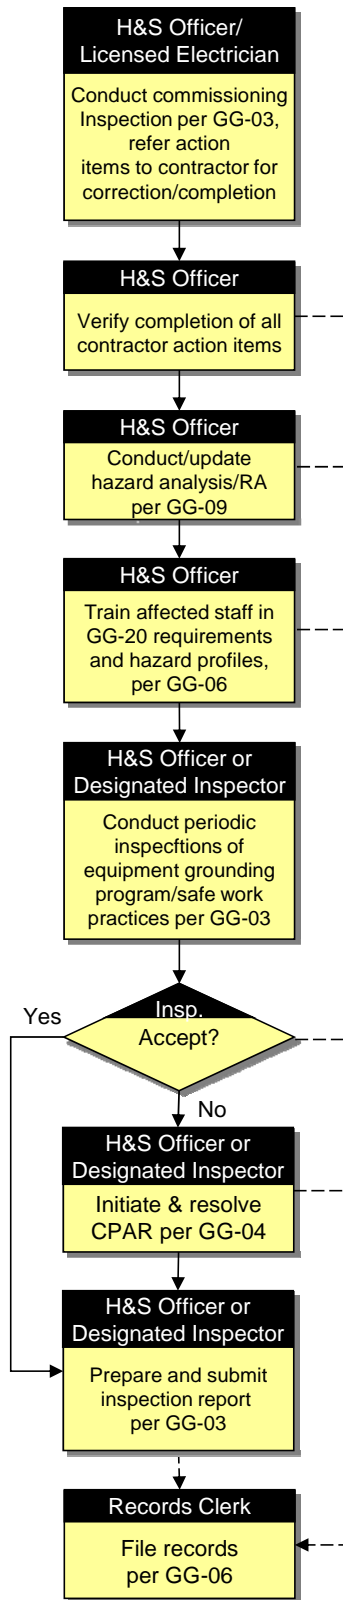 H&S Officer/
Licensed Electrician
Conduct commissioning
Inspection per GG-03,
refer action
items to contractor for
correction/completion
H&S Officer
Verify completion of all
contractor action items
H&S Officer
Conduct/update
hazard analysis/RA
per GG-09
H&S Officer
Train affected staff in
GG-20 requirements
and hazard profiles,
per GG-06
H&S Officer or
Designated Inspector
Conduct periodic
inspecftions of
equipment grounding
program/safe work
practices per GG-03
Insp.
Yes
Accept?
No
H&S Officer or
Designated Inspector
Initiate & resolve
CPAR per GG-04
H&S Officer or
Designated Inspector
Prepare and submit
inspection report
per GG-03
Records Clerk
File records
per GG-06